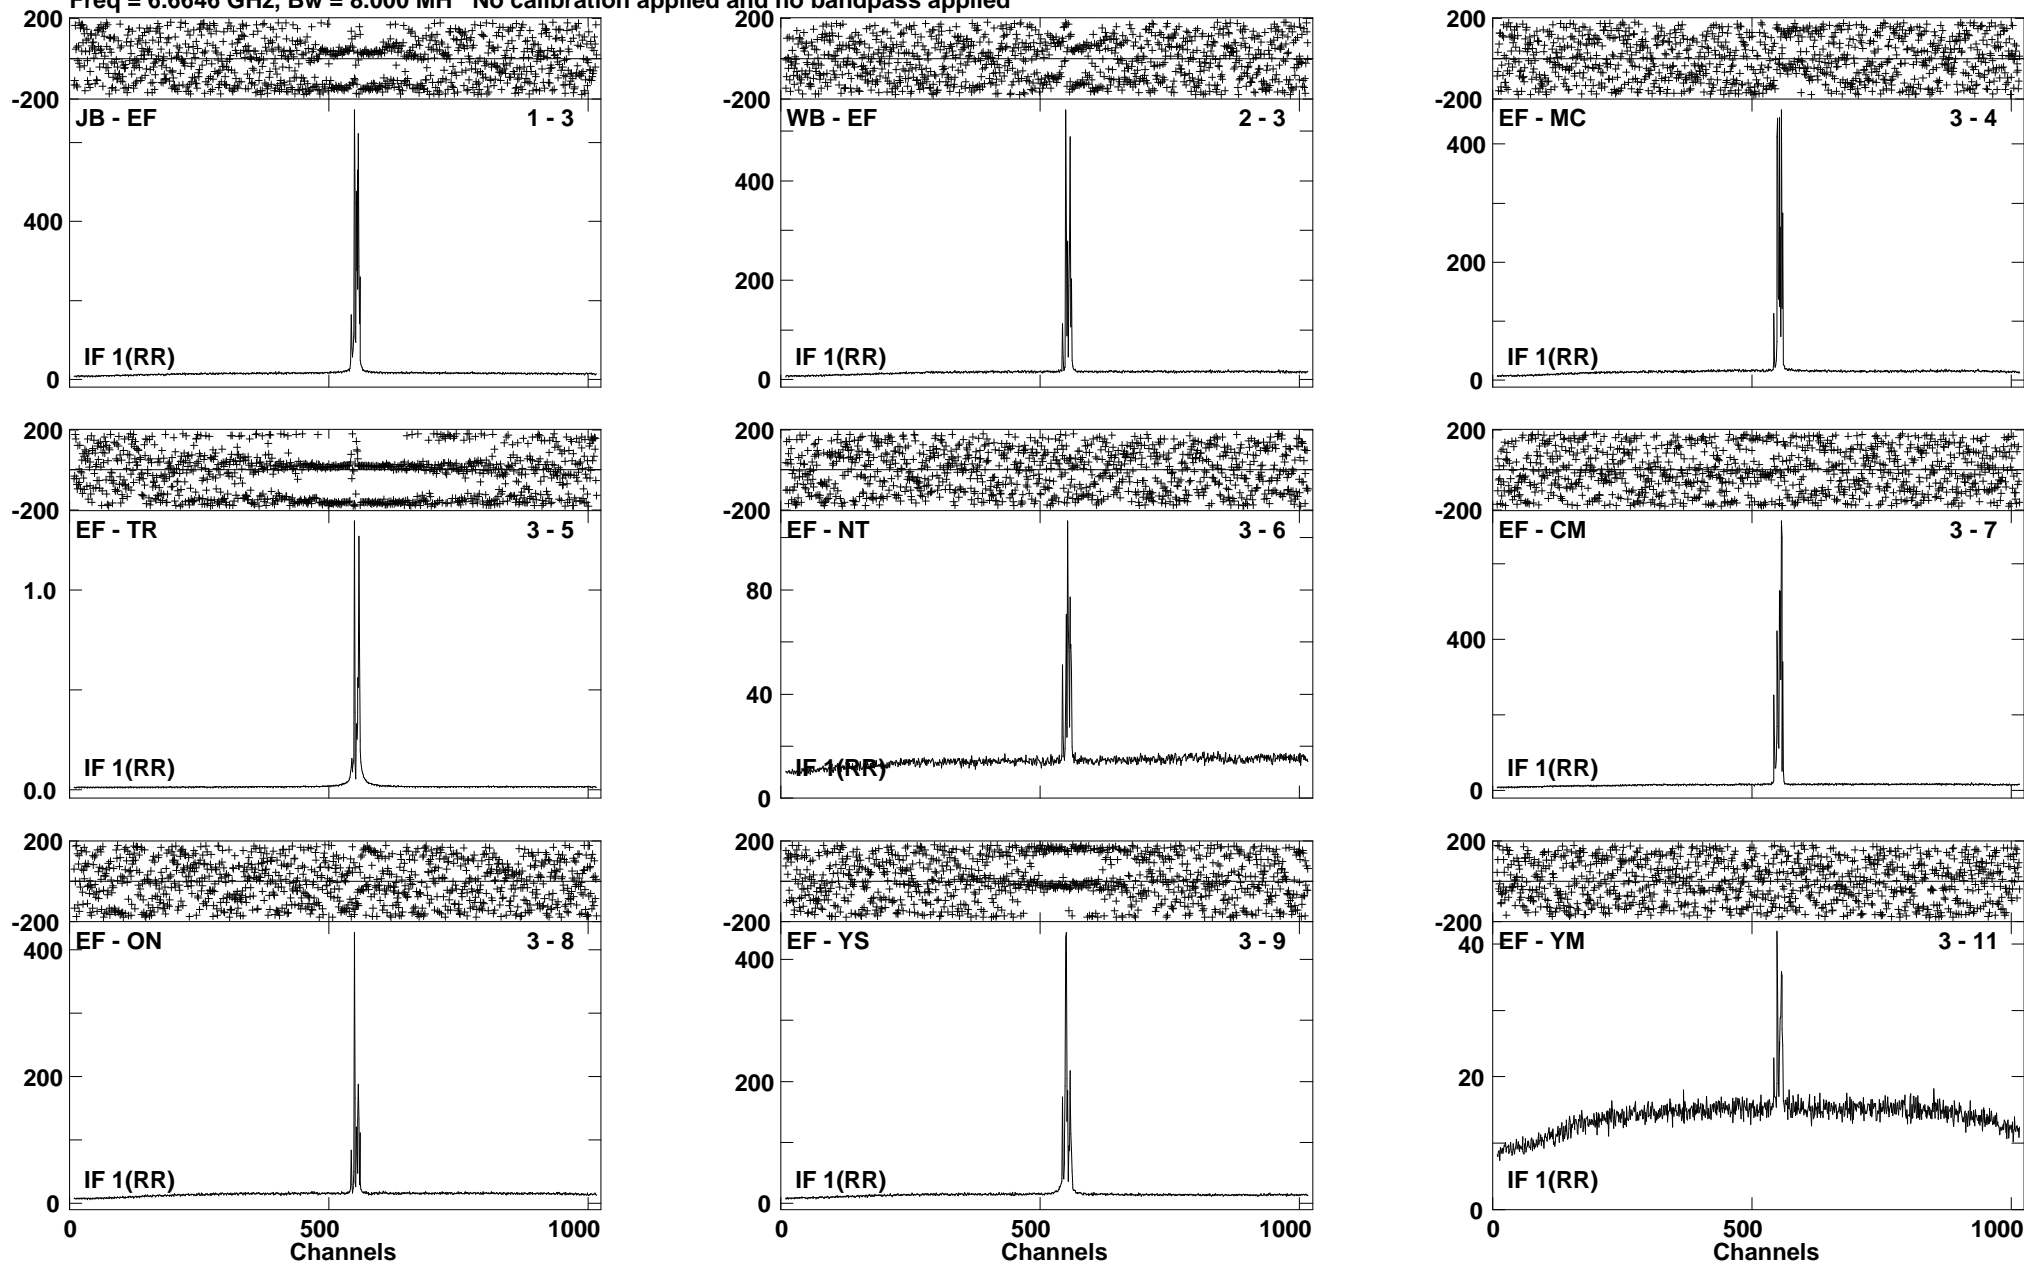 Freq = 6.6646 GHz, Bw = 8.000 MH No calibration applied and no bandpass applied
200
-200
JB - EF 1 - 3
400
IF 1(RR)
0
200
-200
WB - EF 2 - 3
400
200
IF 1(RR)
0
200
-200
EF - MC 3 - 4
400
200
IF 1(RR)
0
200
-200
EF - TR 3 - 5
1.0
IF 1(RR)
0.0
200
-200
EF - NT 3 - 6
80
40
IF 1(RR)
0
200
-200
EF - CM 3 - 7
400
IF 1(RR)
0
200
-200
EF - ON 3 - 8
400
200
IF 1(RR)
0
0 500 1000
Channels
200
-200
EF - YS 3 - 9
400
200
IF 1(RR)
0
0 500 1000
200
-200
EF - YM 3 - 11
40
20
IF 1(RR)
0
0 500 1000
Channels